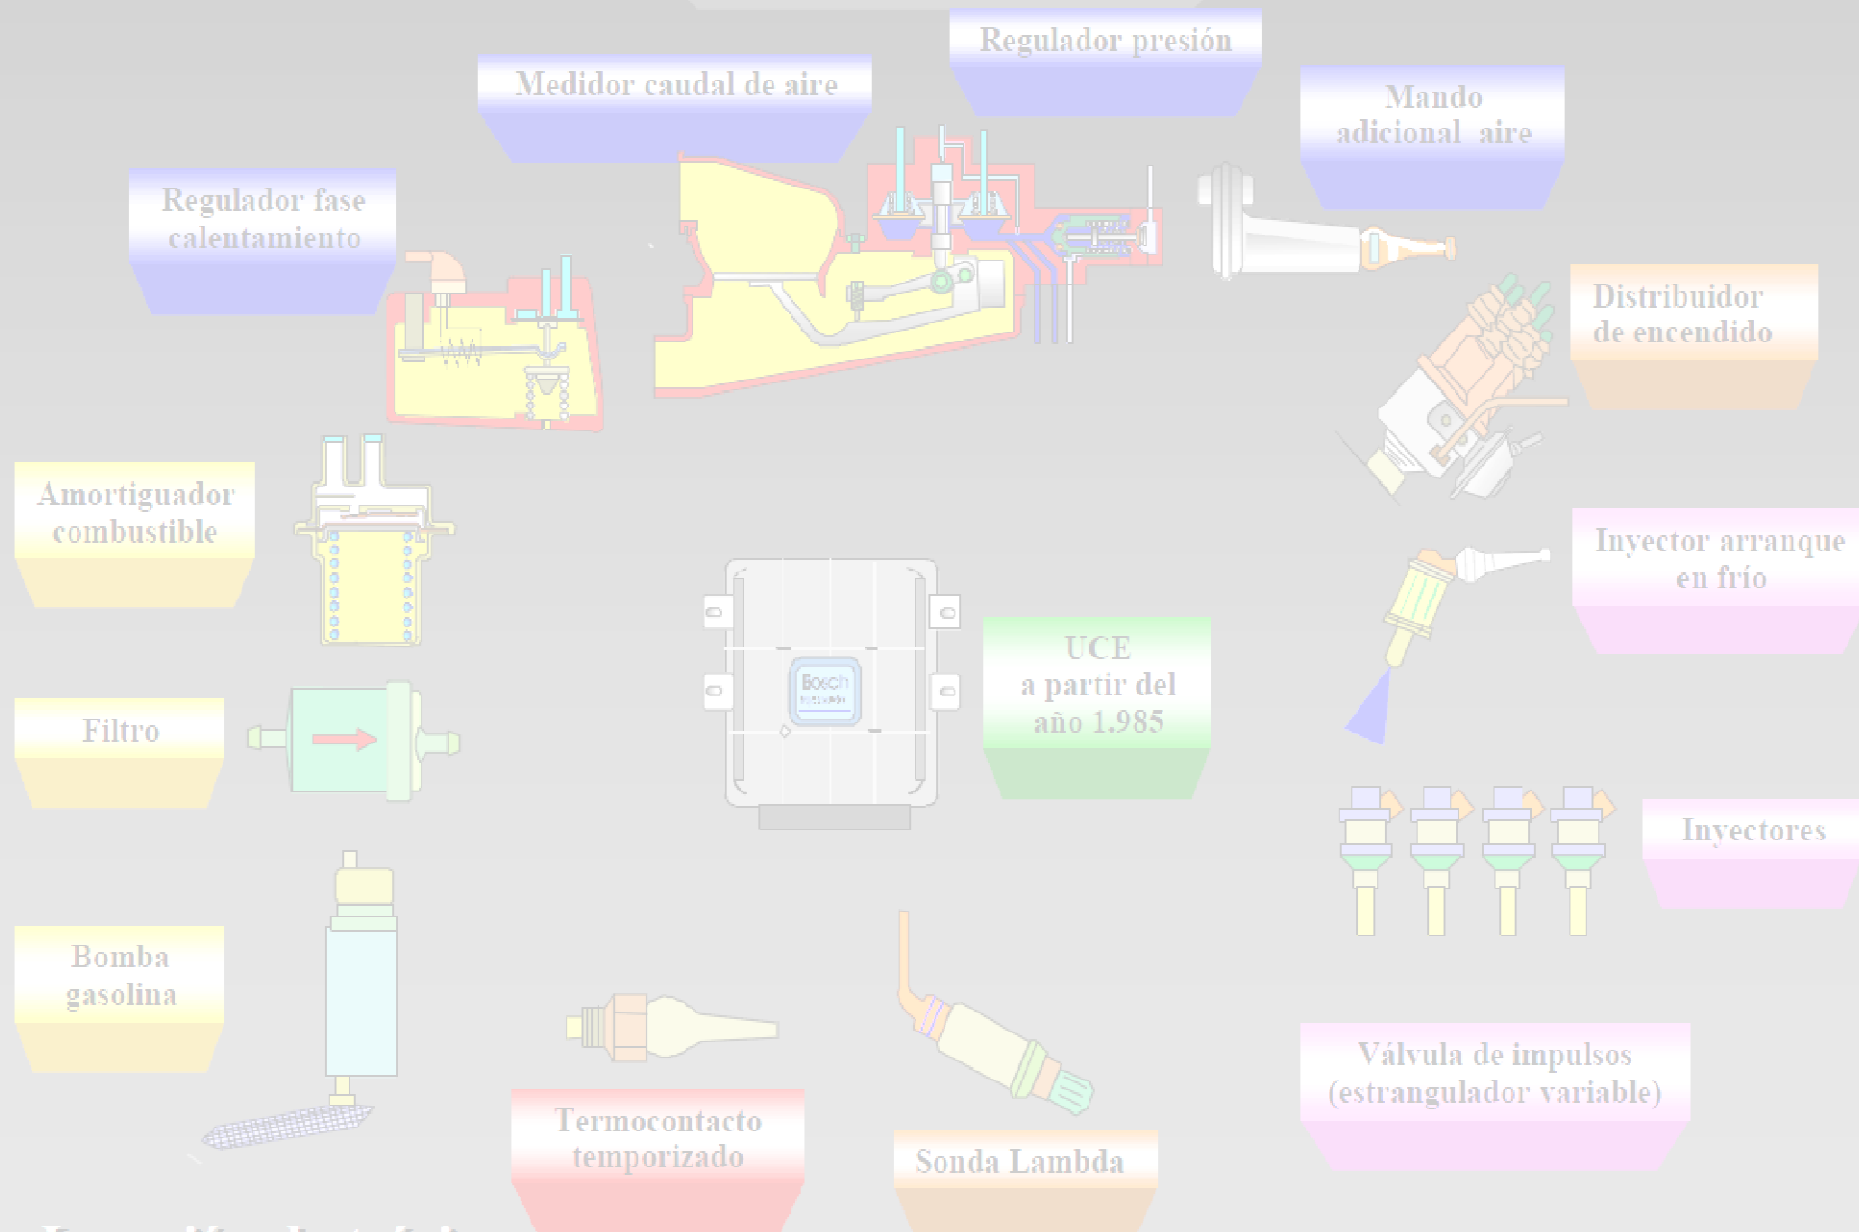 Regulador presión
Medidor caudal de aire
Mando
adicional aire
Regulador fase
calentamiento
Distribuidor
de encendido
Amortiguador
combustible
Inyector arranque
en frío
UCE
a partir del
año 1.985
Bosch
Filtro
Inyectores
Bomba
gasolina
Válvula de impulsos
(estrangulador variable)
Termocontacto
temporizado
Sonda Lambda